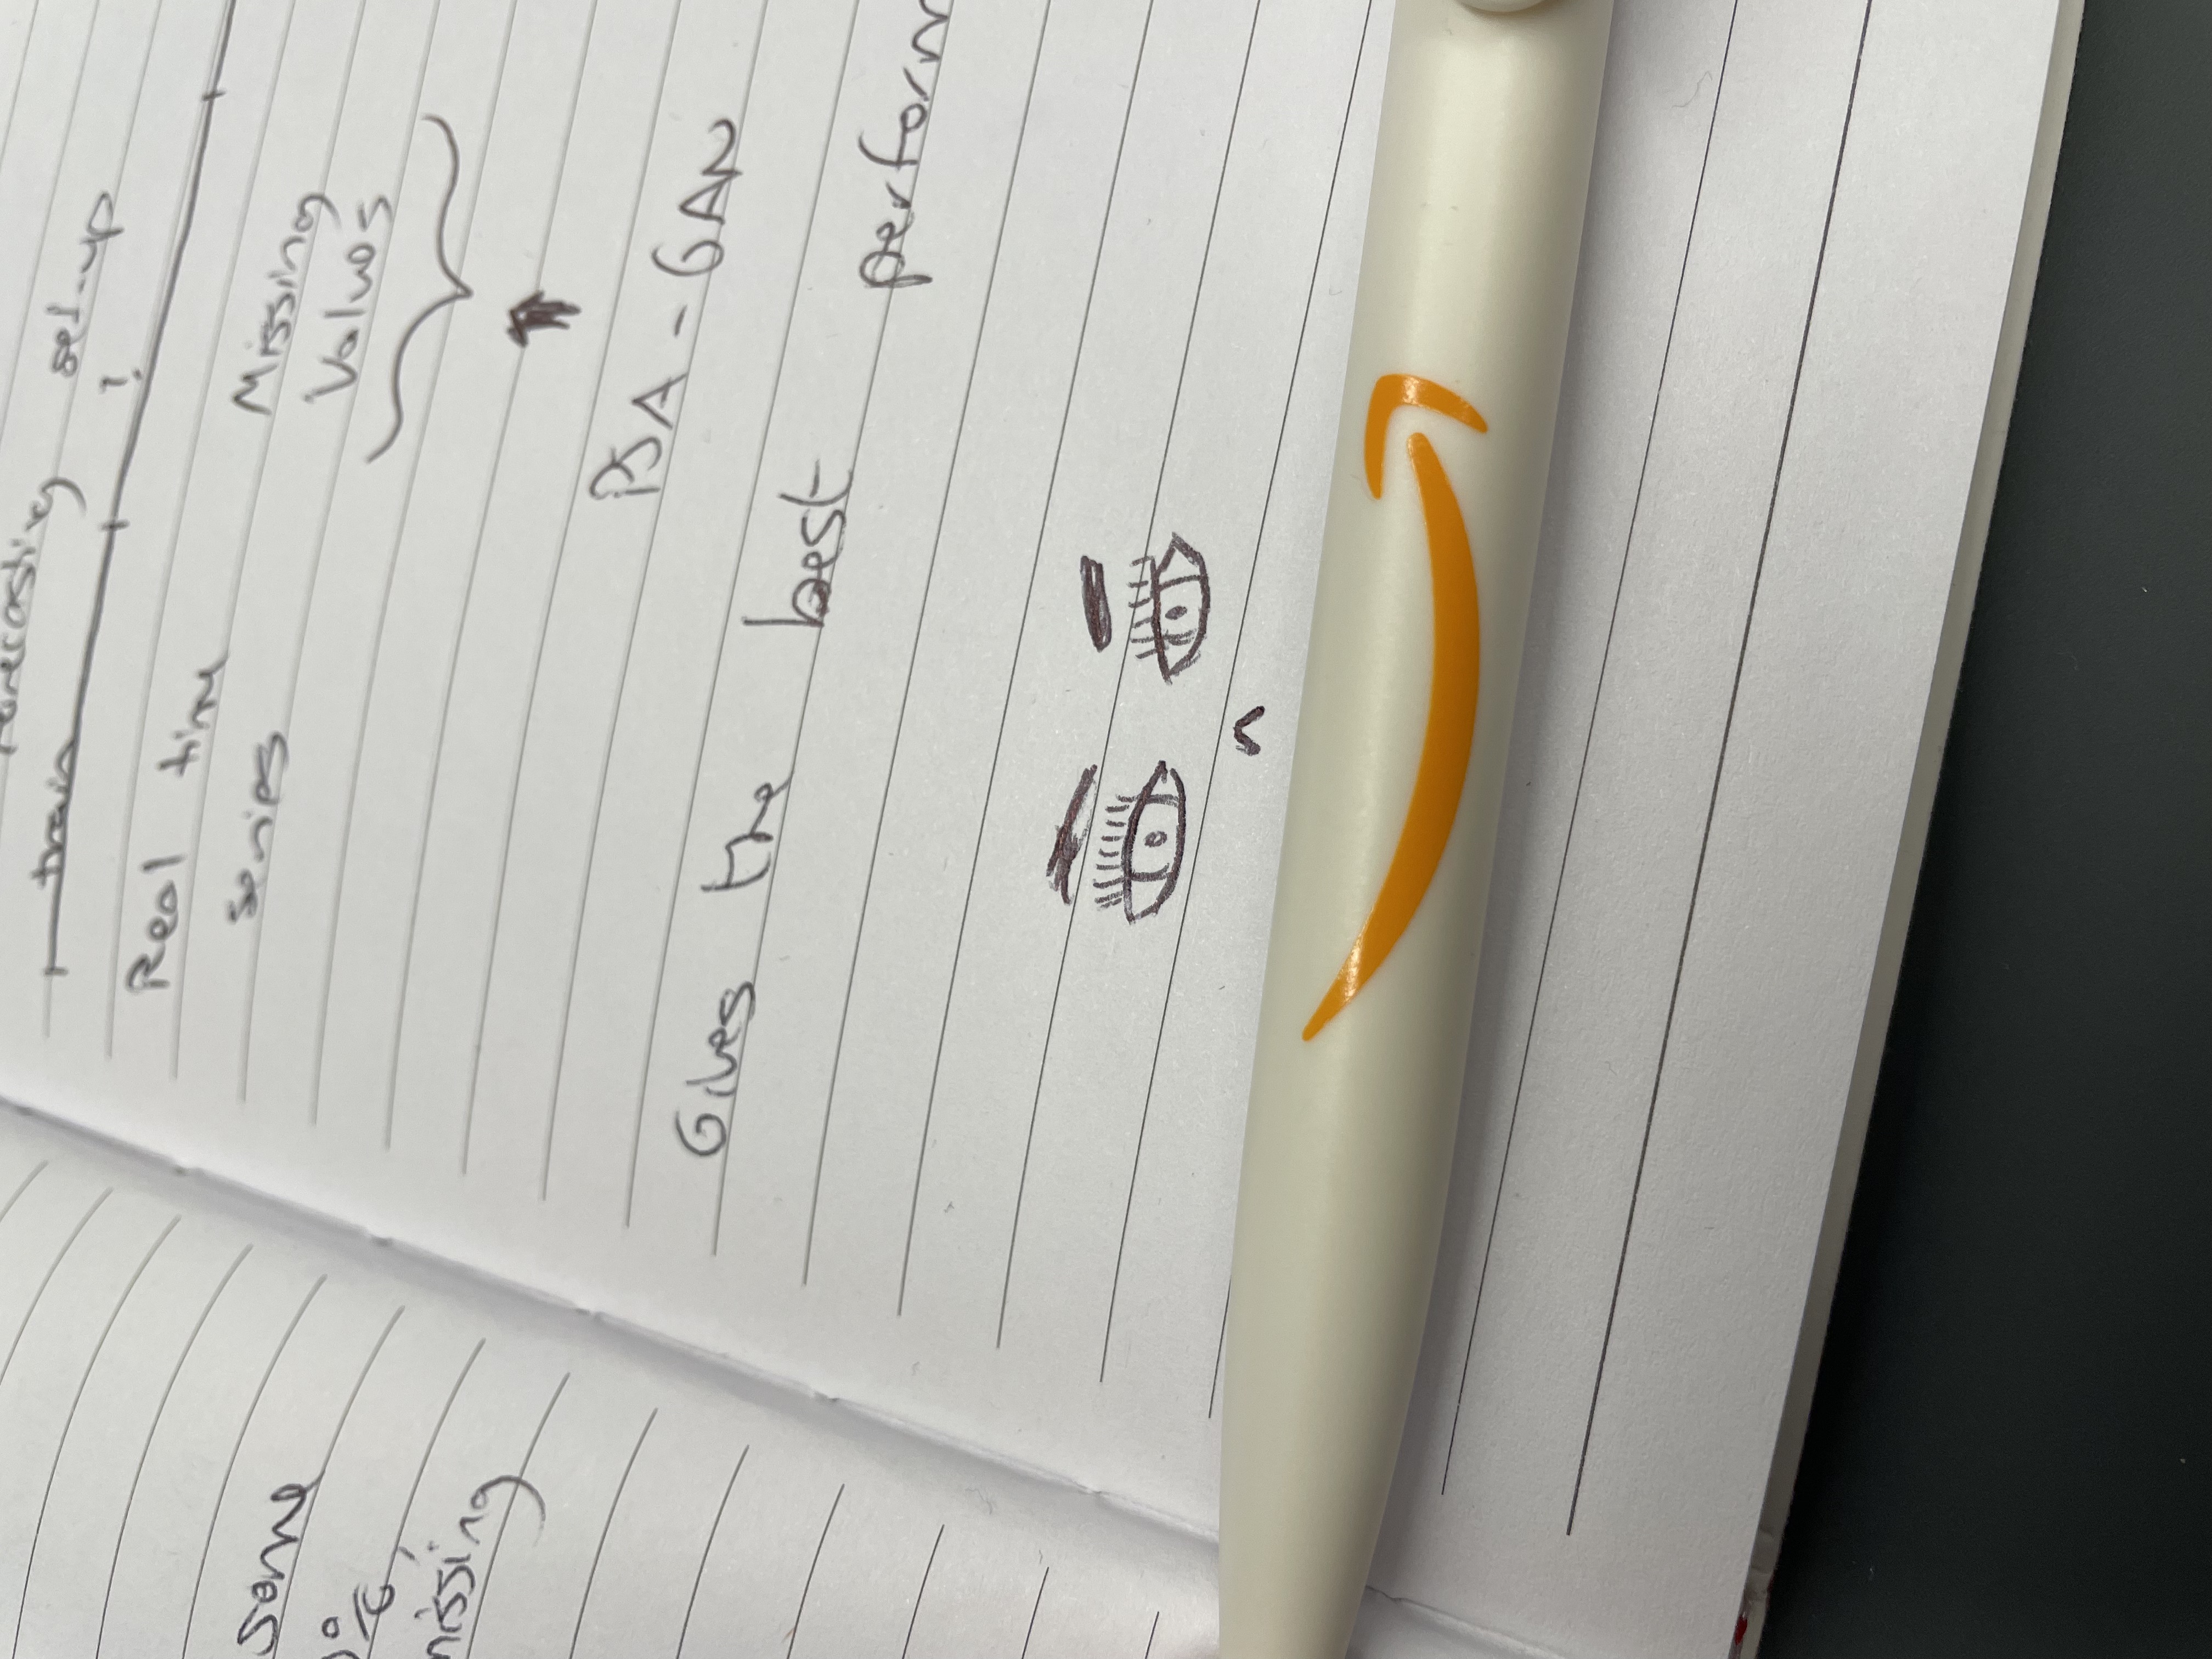 some
%,
missing
Forecasting set-up
train ?
Real time
series
Missing
Values
PSA - GAN
Gives the best perform